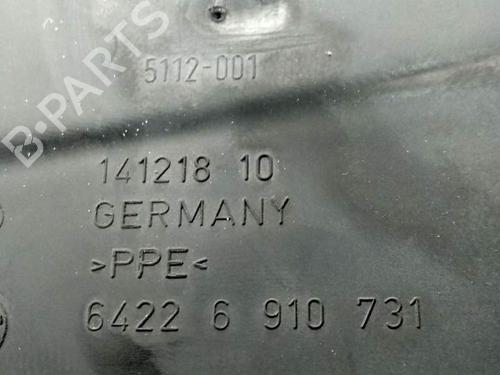 B-PARTS
5112-001
141218 10
GERMANY
>PPE<
6422 6 910 731